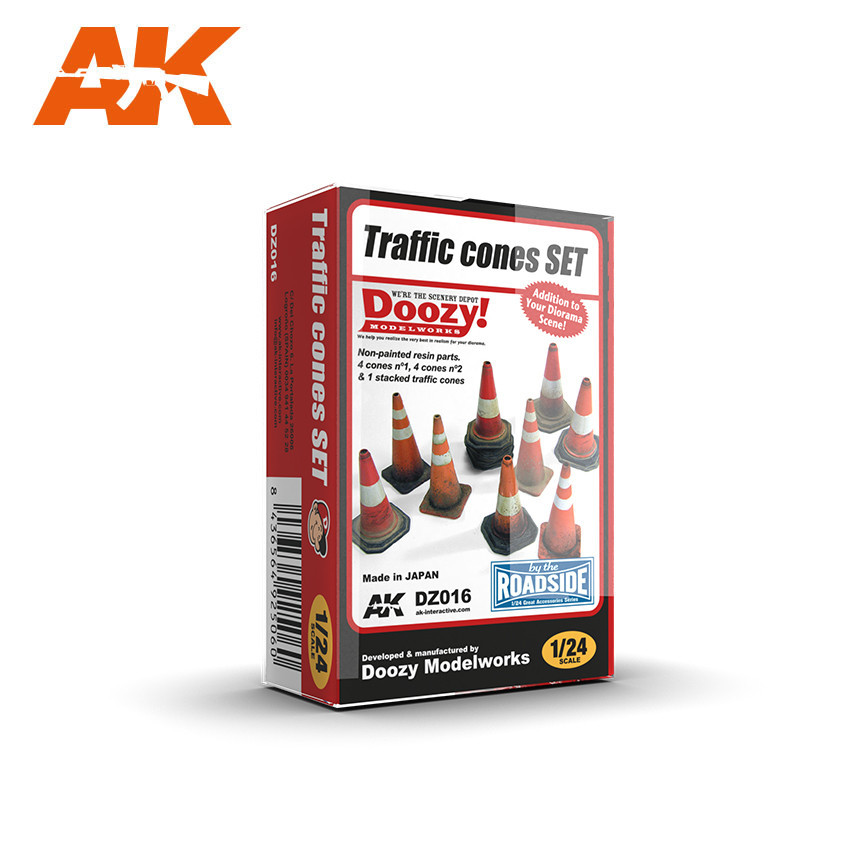 AK
Traffic cones SET
WE'RE THE SCENERY DEPOT
Doozy!
MODELWORKS
We help you realize the very best in realism for your diorama.
Addition to
Your Diorama
Scene!
Non-painted resin parts.
4 cones nº1, 4 cones nº2
& 1 stacked traffic cones
Made in JAPAN
AK
DZ016
ak-interactive.com
by the
ROADSIDE
1/24 Great Accessories Series
Developed & manufactured by
Doozy Modelworks
1/24
SCALE
Traffic cones SET
DZ016
8 436564 925060
1/24
SCALE